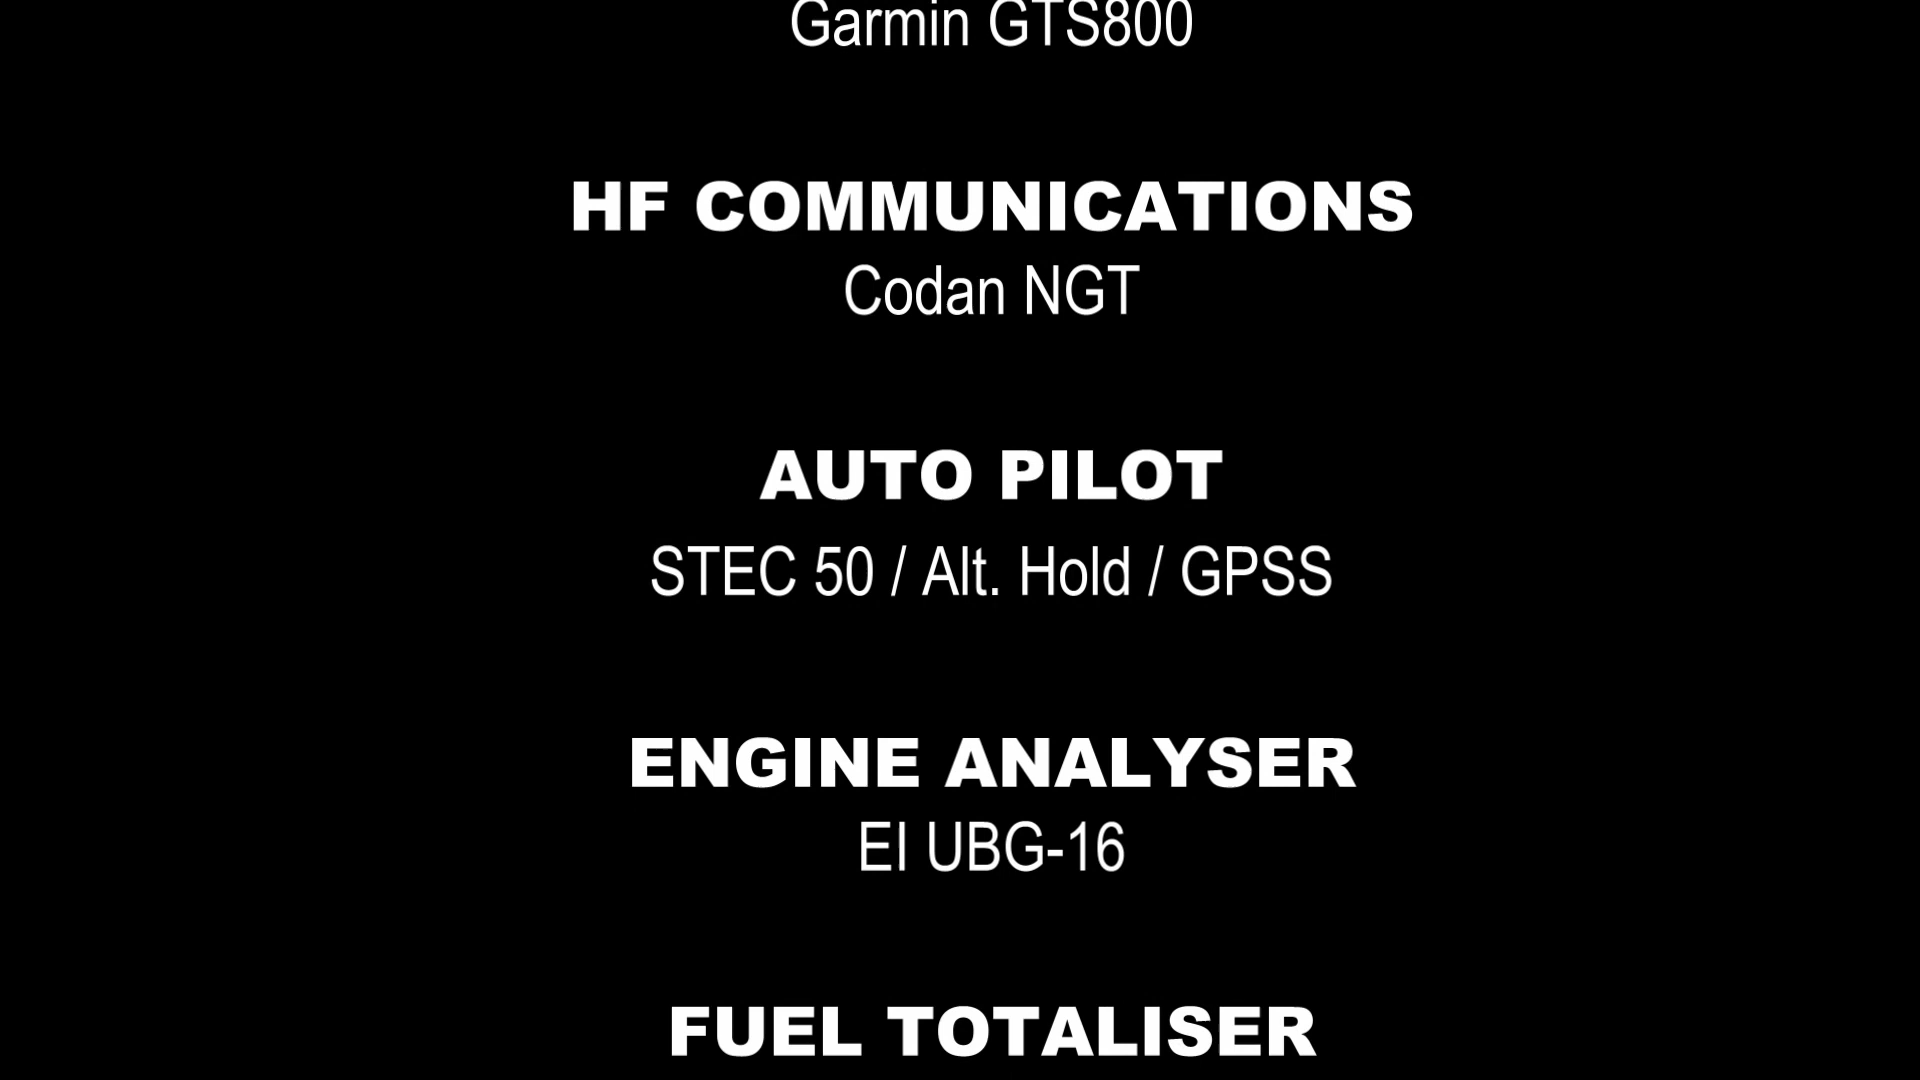 Garmin GTS800
HF COMMUNICATIONS
Codan NGT
AUTO PILOT
STEC 50 / Alt. Hold / GPSS
ENGINE ANALYSER
EI UBG-16
FUEL TOTALISER